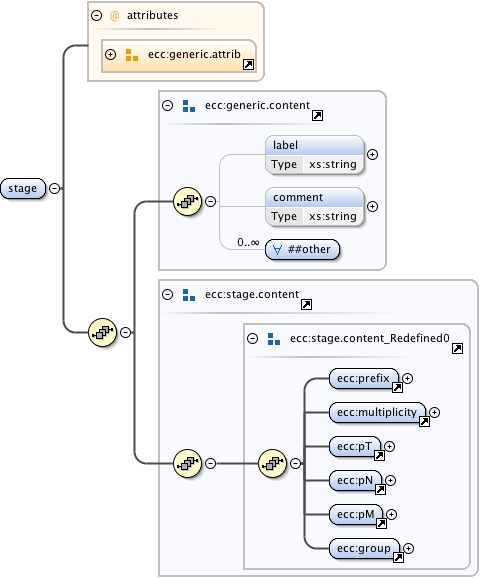 attributes
ecc:generic.attrib
ecc:generic.content
label
Type xs:string
stage
comment
Type xs:string
0..∞
##other
ecc:stage.content
ecc:stage.content_Redefined0
ecc:prefix
ecc:multiplicity
ecc:pT
ecc:pN
ecc:pM
ecc:group